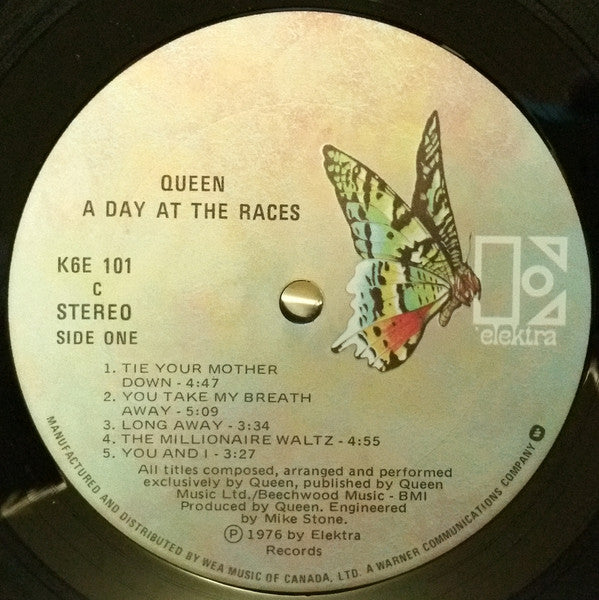 QUEEN
A DAY AT THE RACES
K6E 101
C
STEREO
SIDE ONE
elektra
1. TIE YOUR MOTHER
DOWN - 4:47
2. YOU TAKE MY BREATH
AWAY - 5:09
3. LONG AWAY - 3:34
4. THE MILLIONAIRE WALTZ - 4:55
5. YOU AND I - 3:27
All titles composed, arranged and performed
exclusively by Queen, published by Queen
Music Ltd./Beechwood Music - BMI
Produced by Queen. Engineered
by Mike Stone.
Ⓟ 1976 by Elektra
Records
MANUFACTURED AND DISTRIBUTED BY WEA MUSIC OF CANADA, LTD. A WARNER COMMUNICATIONS COMPANY